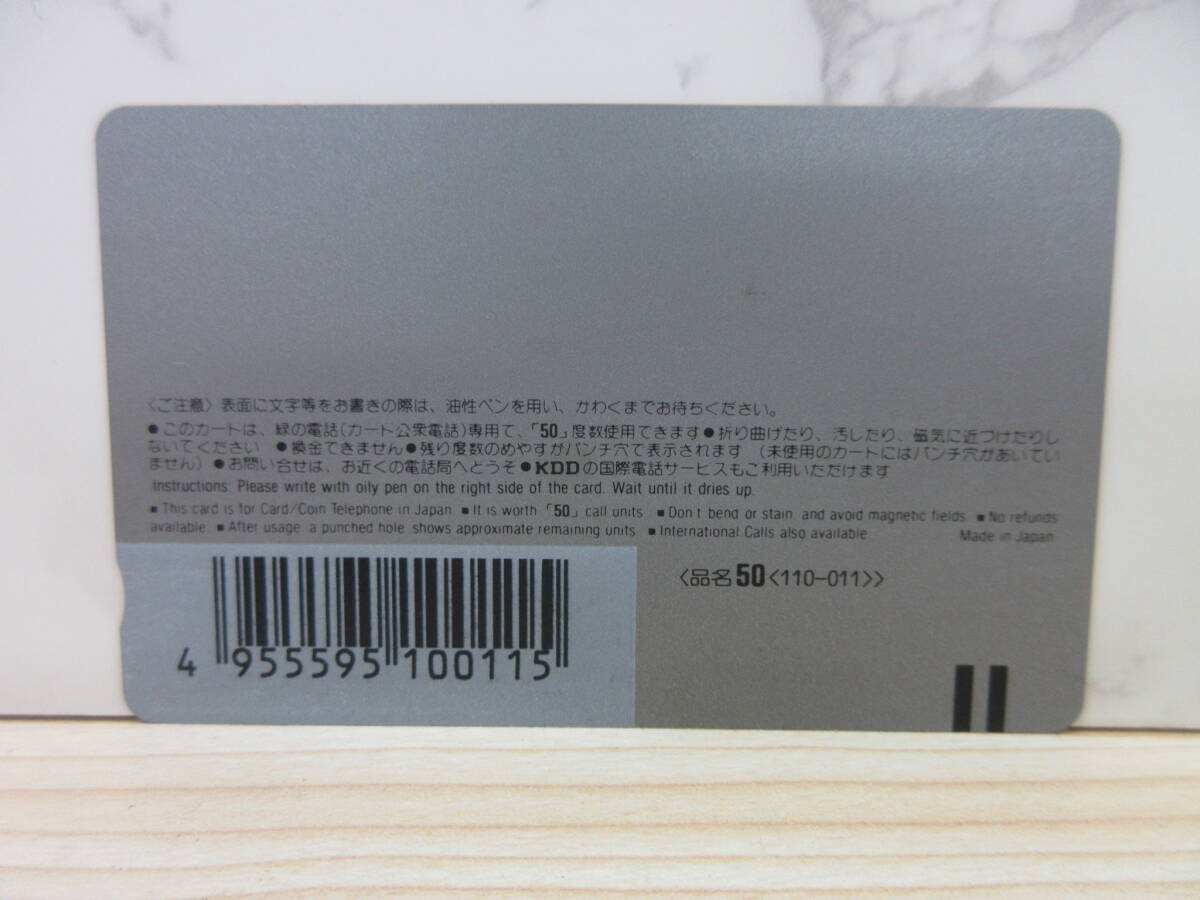 〈ご注意〉表面に文字等をお書きの際は、油性ペンを用い、かわくまでお待ちください。
●このカードは、緑の電話(カード公衆電話)専用で、「50」度数使用できます●折り曲げたり、汚したり、磁気に近づけたりし
ないでください ●換金できません●残り度数のめやすがパンチ穴で表示されます (未使用のカードにはパンチ穴があいてい
ません)●お問い合せは、お近くの電話局へどうぞ●KDDの国際電話サービスもご利用いただけます
Instructions: Please write with oily pen on the right side of the card. Wait until it dries up.
■This card is for Card/Coin Telephone in Japan ■It is worth「50」call units ■Don't bend or stain, and avoid magnetic fields. ■No refunds
available. ■After usage, a punched hole shows approximate remaining units. ■International Calls also available.
Made in Japan
〈品名50〈110-011〉〉
4 955595 100115